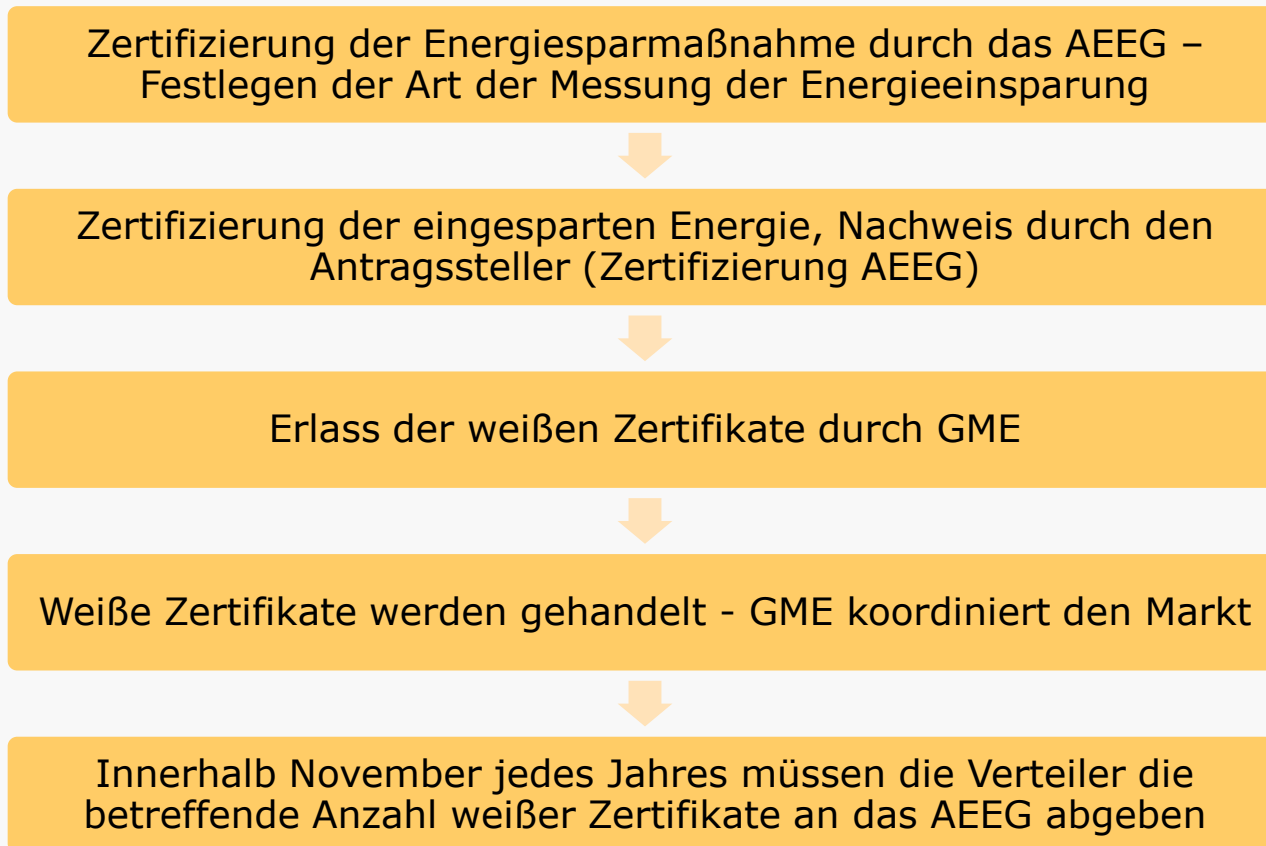 Zertifizierung der Energiesparmaßnahme durch das AEEG –
Festlegen der Art der Messung der Energieeinsparung
Zertifizierung der eingesparten Energie, Nachweis durch den
Antragssteller (Zertifizierung AEEG)
Erlass der weißen Zertifikate durch GME
Weiße Zertifikate werden gehandelt - GME koordiniert den Markt
Innerhalb November jedes Jahres müssen die Verteiler die
betreffende Anzahl weißer Zertifikate an das AEEG abgeben